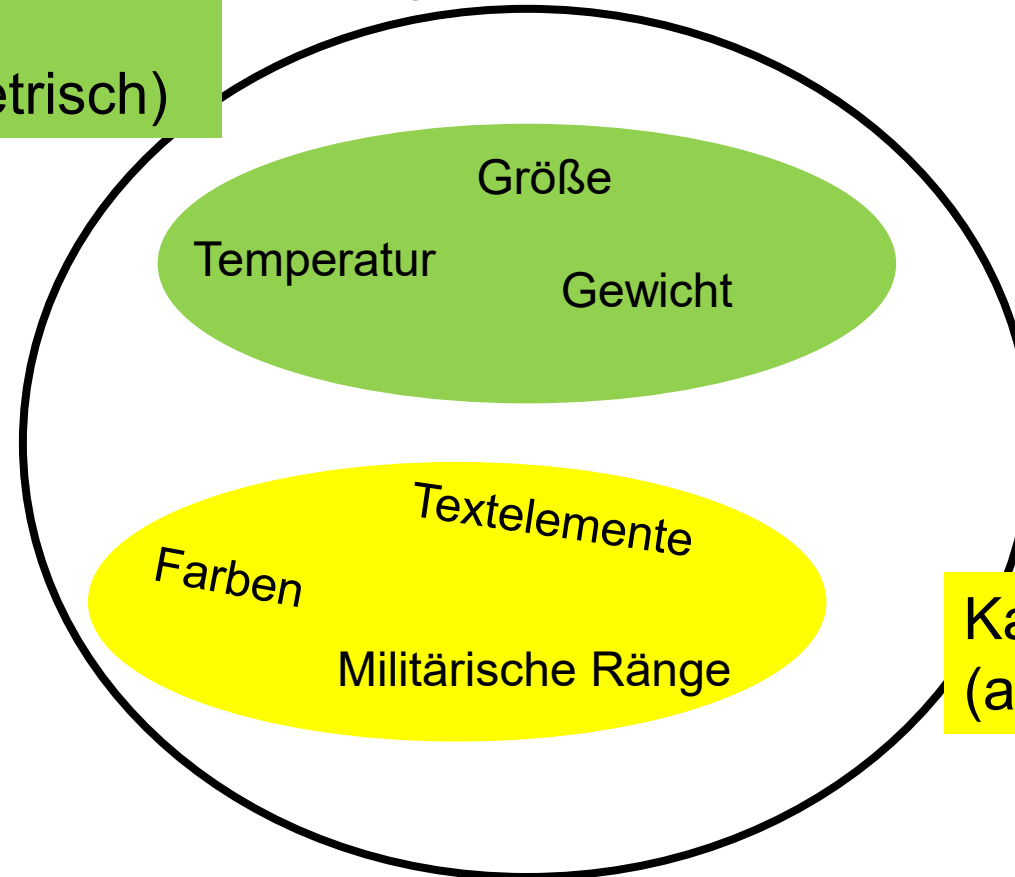 etrisch)
Größe
Temperatur
Gewicht
Textelemente
Farben
Militärische Ränge
Ka
(a